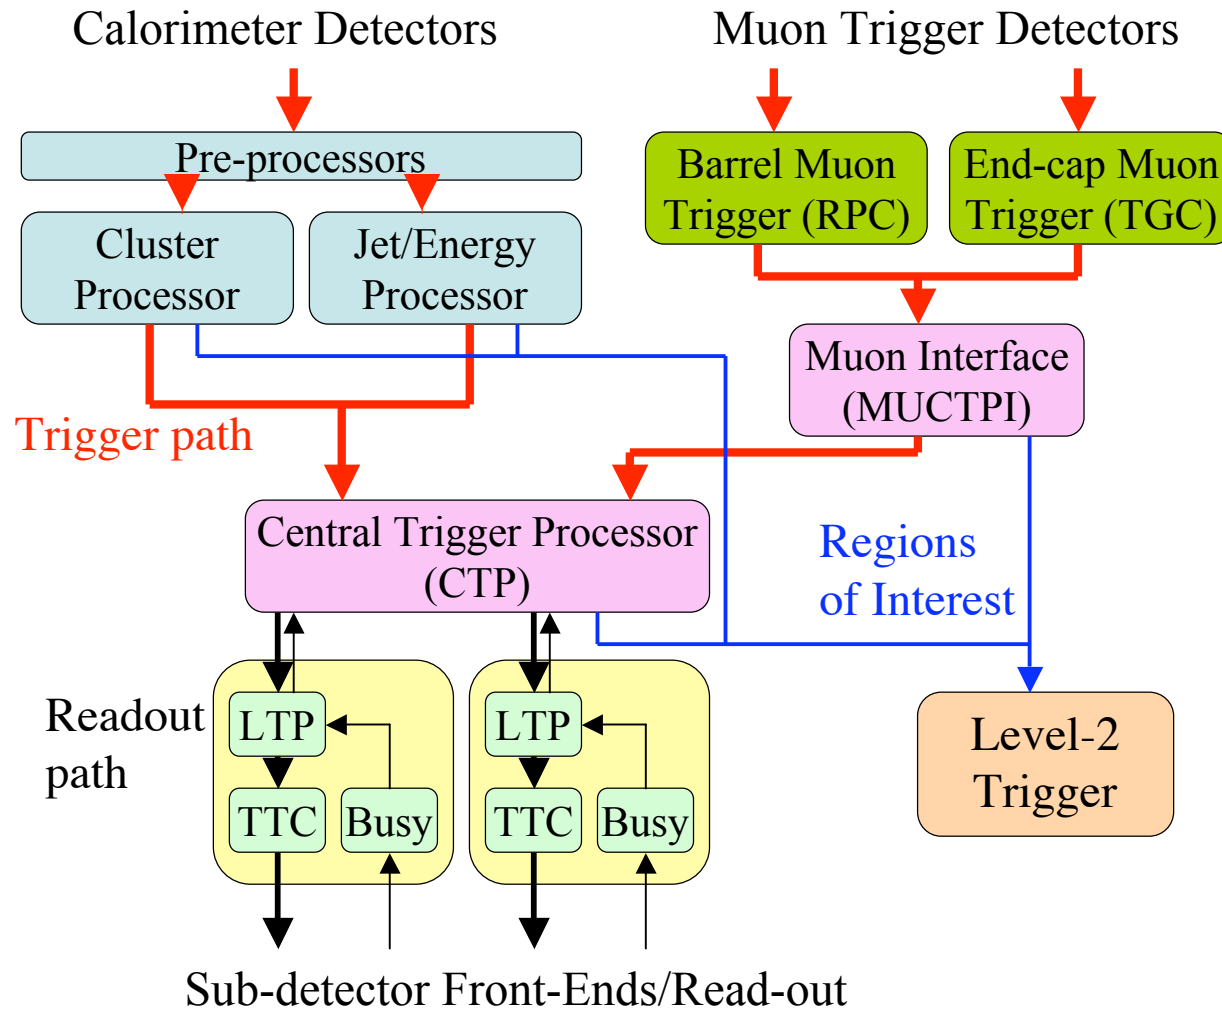 Calorimeter Detectors
Muon Trigger Detectors
Pre-processors
Barrel Muon
Trigger (RPC)
End-cap Muon
Trigger (TGC)
Cluster
Processor
Jet/Energy
Processor
Muon Interface
(MUCTPI)
Trigger path
Central Trigger Processor
(CTP)
Regions
of Interest
Readout
path
LTP
TTC
Busy
LTP
TTC
Busy
Level-2
Trigger
Sub-detector Front-Ends/Read-out